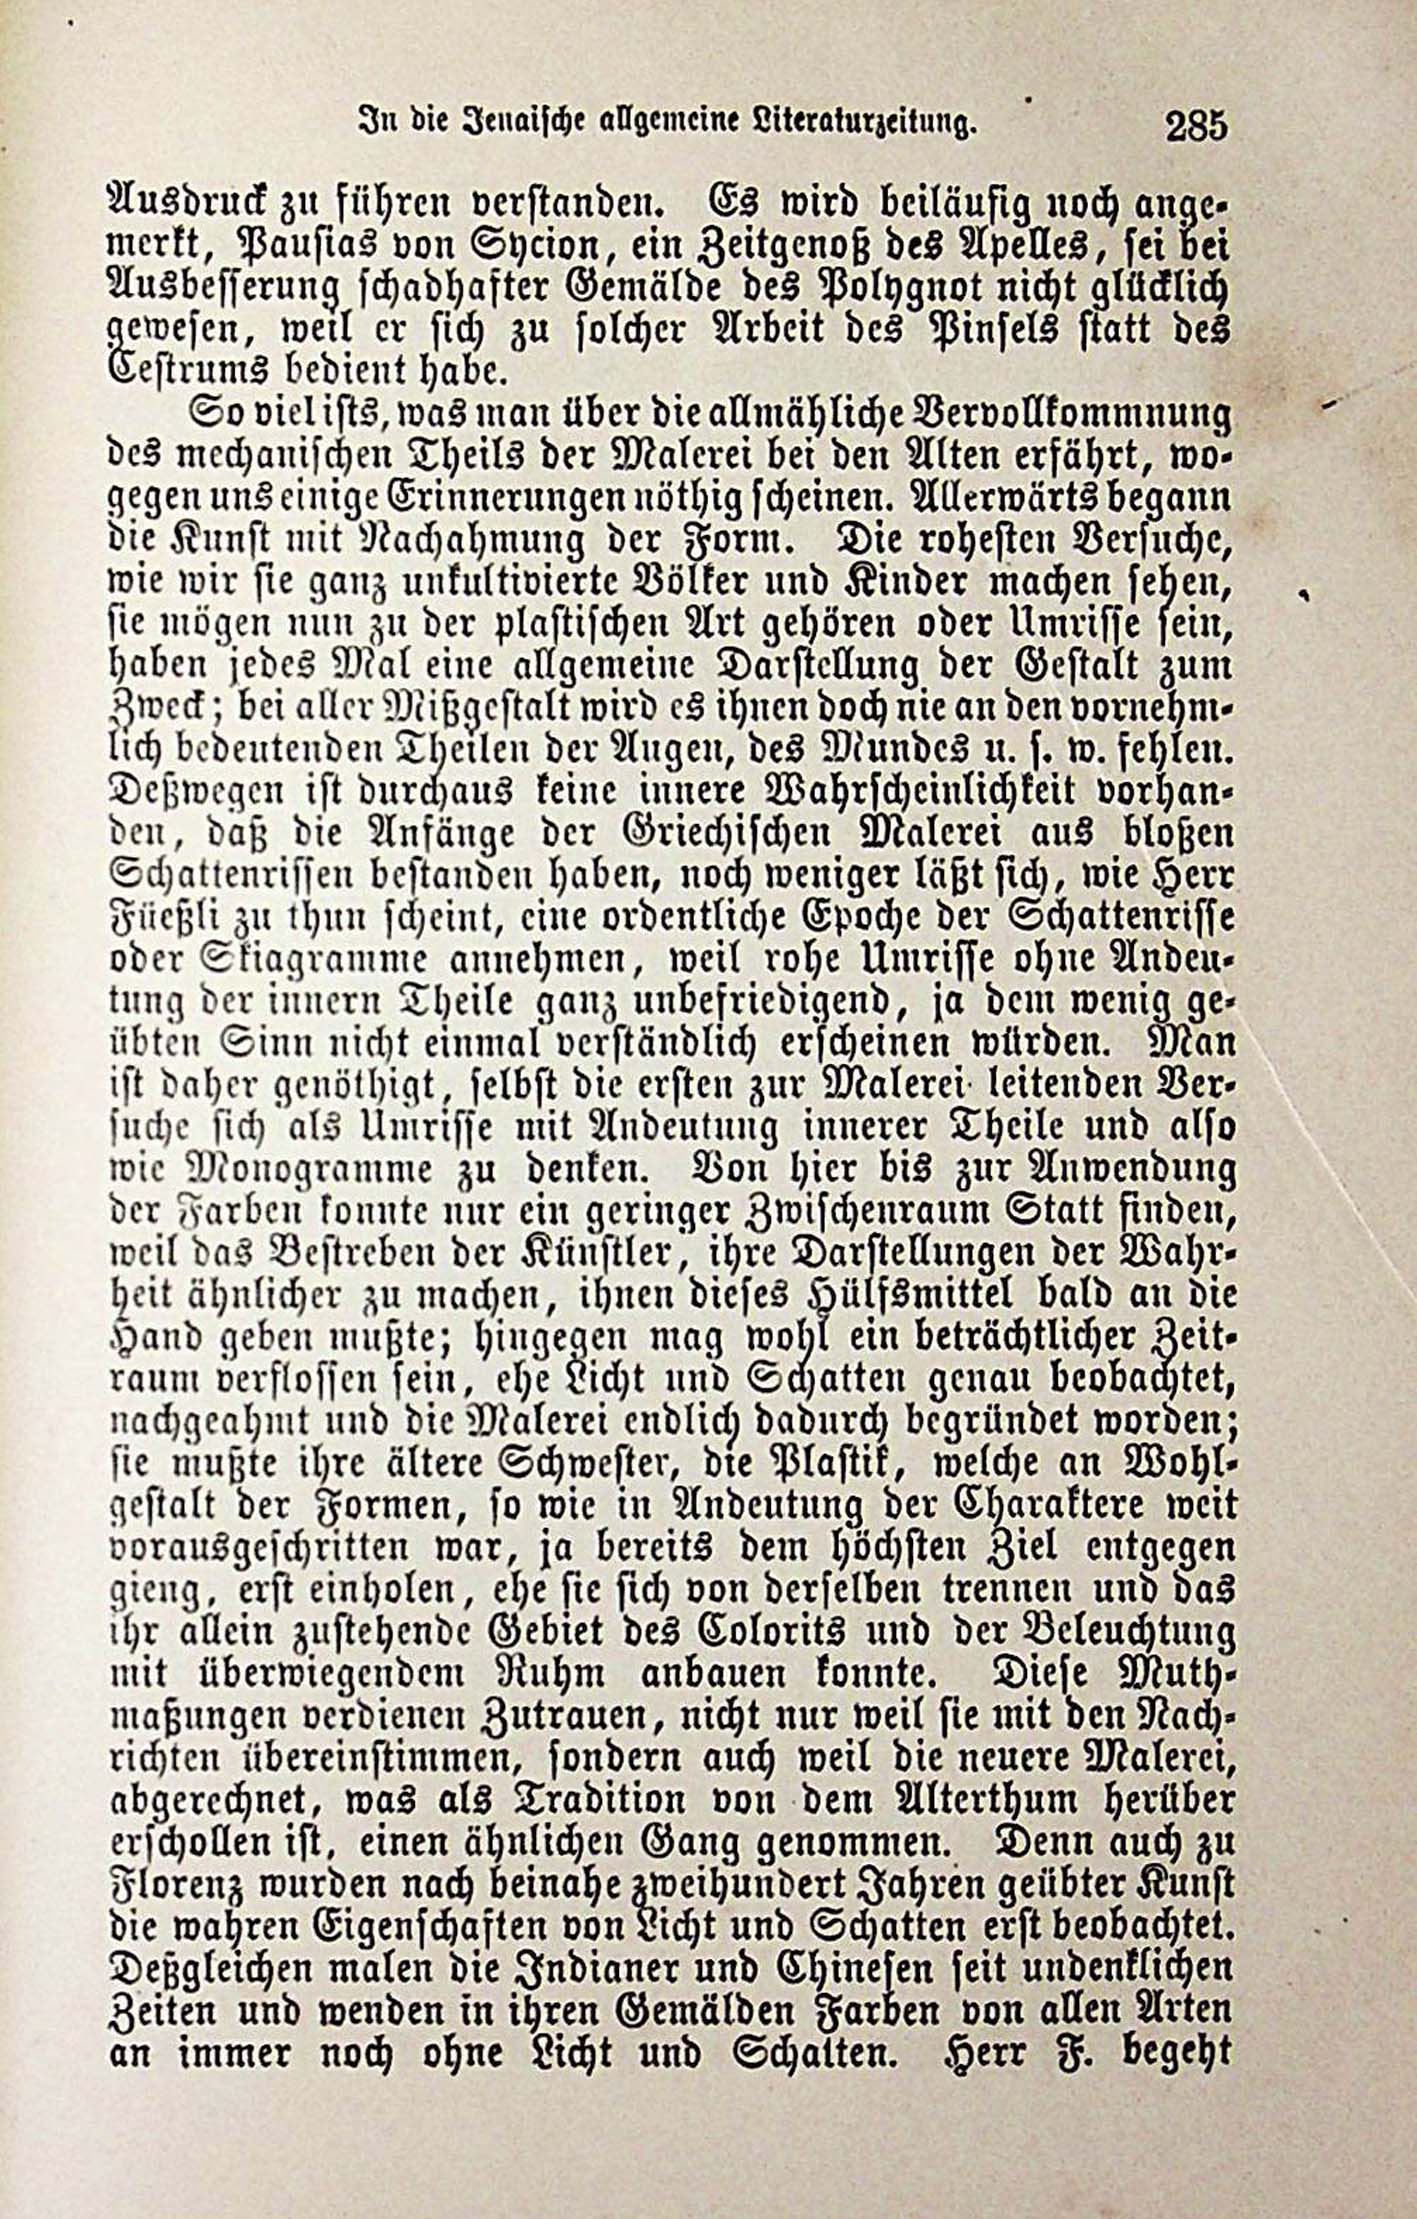 In die Jenaische allgemeine Literaturzeitung. 285
Ausdruck zu führen verstanden. Es wird beiläufig noch ange-
merkt, Pausias von Sycion, ein Zeitgenoß des Apelles, sei bei
Ausbesserung schadhafter Gemälde des Polygnot nicht glücklich
gewesen, weil er sich zu solcher Arbeit des Pinsels statt des
Cestrums bedient habe.
So viel ists, was man über die allmähliche Vervollkommnung
des mechanischen Theils der Malerei bei den Alten erfährt, wo-
gegen uns einige Erinnerungen nöthig scheinen. Allerwärts begann
die Kunst mit Nachahmung der Form. Die rohesten Versuche,
wie wir sie ganz unkultivierte Völker und Kinder machen sehen,
sie mögen nun zu der plastischen Art gehören oder Umrisse sein,
haben jedes Mal eine allgemeine Darstellung der Gestalt zum
Zweck; bei aller Mißgestalt wird es ihnen doch nie an den vornehm-
lich bedeutenden Theilen der Augen, des Mundes u. s. w. fehlen.
Deßwegen ist durchaus keine innere Wahrscheinlichkeit vorhan-
den, daß die Anfänge der Griechischen Malerei aus bloßen
Schattenrissen bestanden haben, noch weniger läßt sich, wie Herr
Füeßli zu thun scheint, eine ordentliche Epoche der Schattenrisse
oder Skiagramme annehmen, weil rohe Umrisse ohne Andeu-
tung der innern Theile ganz unbefriedigend, ja dem wenig ge-
übten Sinn nicht einmal verständlich erscheinen würden. Man
ist daher genöthigt, selbst die ersten zur Malerei leitenden Ver-
suche sich als Umrisse mit Andeutung innerer Theile und also
wie Monogramme zu denken. Von hier bis zur Anwendung
der Farben konnte nur ein geringer Zwischenraum Statt finden,
weil das Bestreben der Künstler, ihre Darstellungen der Wahr-
heit ähnlicher zu machen, ihnen dieses Hülfsmittel bald an die
Hand geben mußte; hingegen mag wohl ein beträchtlicher Zeit-
raum verflossen sein, ehe Licht und Schatten genau beobachtet,
nachgeahmt und die Malerei endlich dadurch begründet worden;
sie mußte ihre ältere Schwester, die Plastik, welche an Wohl-
gestalt der Formen, so wie in Andeutung der Charaktere weit
vorausgeschritten war, ja bereits dem höchsten Ziel entgegen
gieng, erst einholen, ehe sie sich von derselben trennen und das
ihr allein zustehende Gebiet des Colorits und der Beleuchtung
mit überwiegendem Ruhm anbauen konnte. Diese Muth-
maßungen verdienen Zutrauen, nicht nur weil sie mit den Nach-
richten übereinstimmen, sondern auch weil die neuere Malerei,
abgerechnet, was als Tradition von dem Alterthum herüber
erschollen ist, einen ähnlichen Gang genommen. Denn auch zu
Florenz wurden nach beinahe zweihundert Jahren geübter Kunst
die wahren Eigenschaften von Licht und Schatten erst beobachtet.
Deßgleichen malen die Indianer und Chinesen seit undenklichen
Zeiten und wenden in ihren Gemälden Farben von allen Arten
an immer noch ohne Licht und Schatten. Herr F. begeht